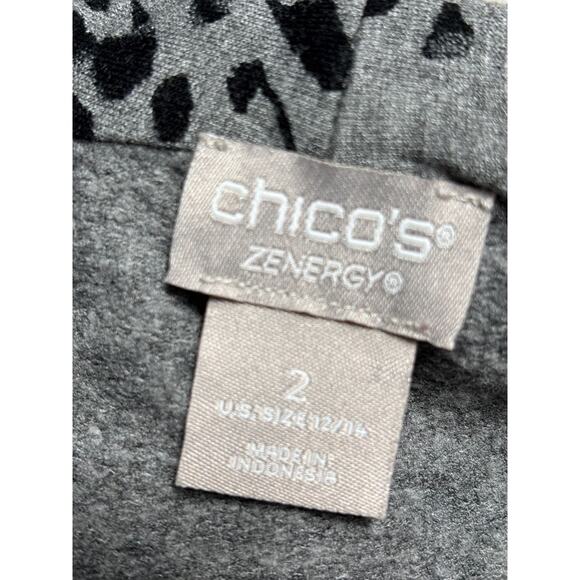 chico's®
ZENERGY®
2
U.S. SIZE 12/14
MADE IN
INDONESIA